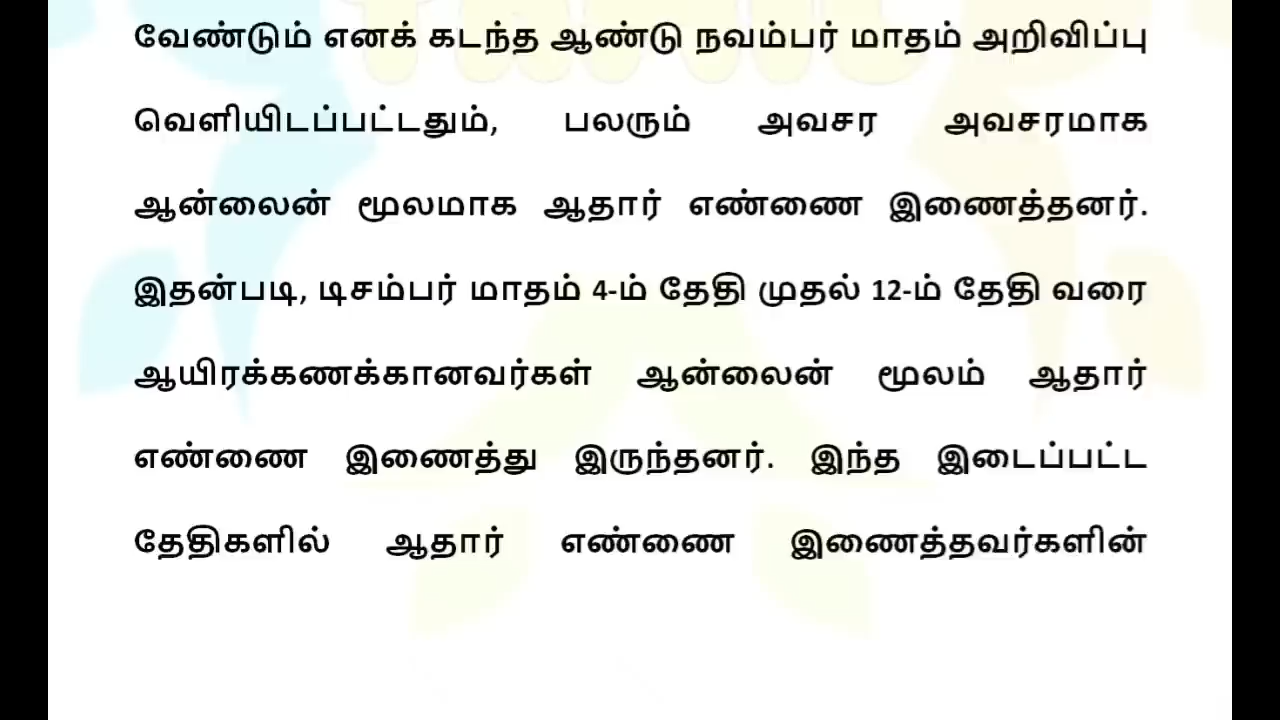 வேண்டும் எனக் கடந்த ஆண்டு நவம்பர் மாதம் அறிவிப்பு
வெளியிடப்பட்டதும், பலரும் அவசர அவசரமாக
ஆன்லைன் மூலமாக ஆதார் எண்ணை இணைத்தனர்.
இதன்படி, டிசம்பர் மாதம் 4-ம் தேதி முதல் 12-ம் தேதி வரை
ஆயிரக்கணக்கானவர்கள் ஆன்லைன் மூலம் ஆதார்
எண்ணை இணைத்து இருந்தனர். இந்த இடைப்பட்ட
தேதிகளில் ஆதார் எண்ணை இணைத்தவர்களின்